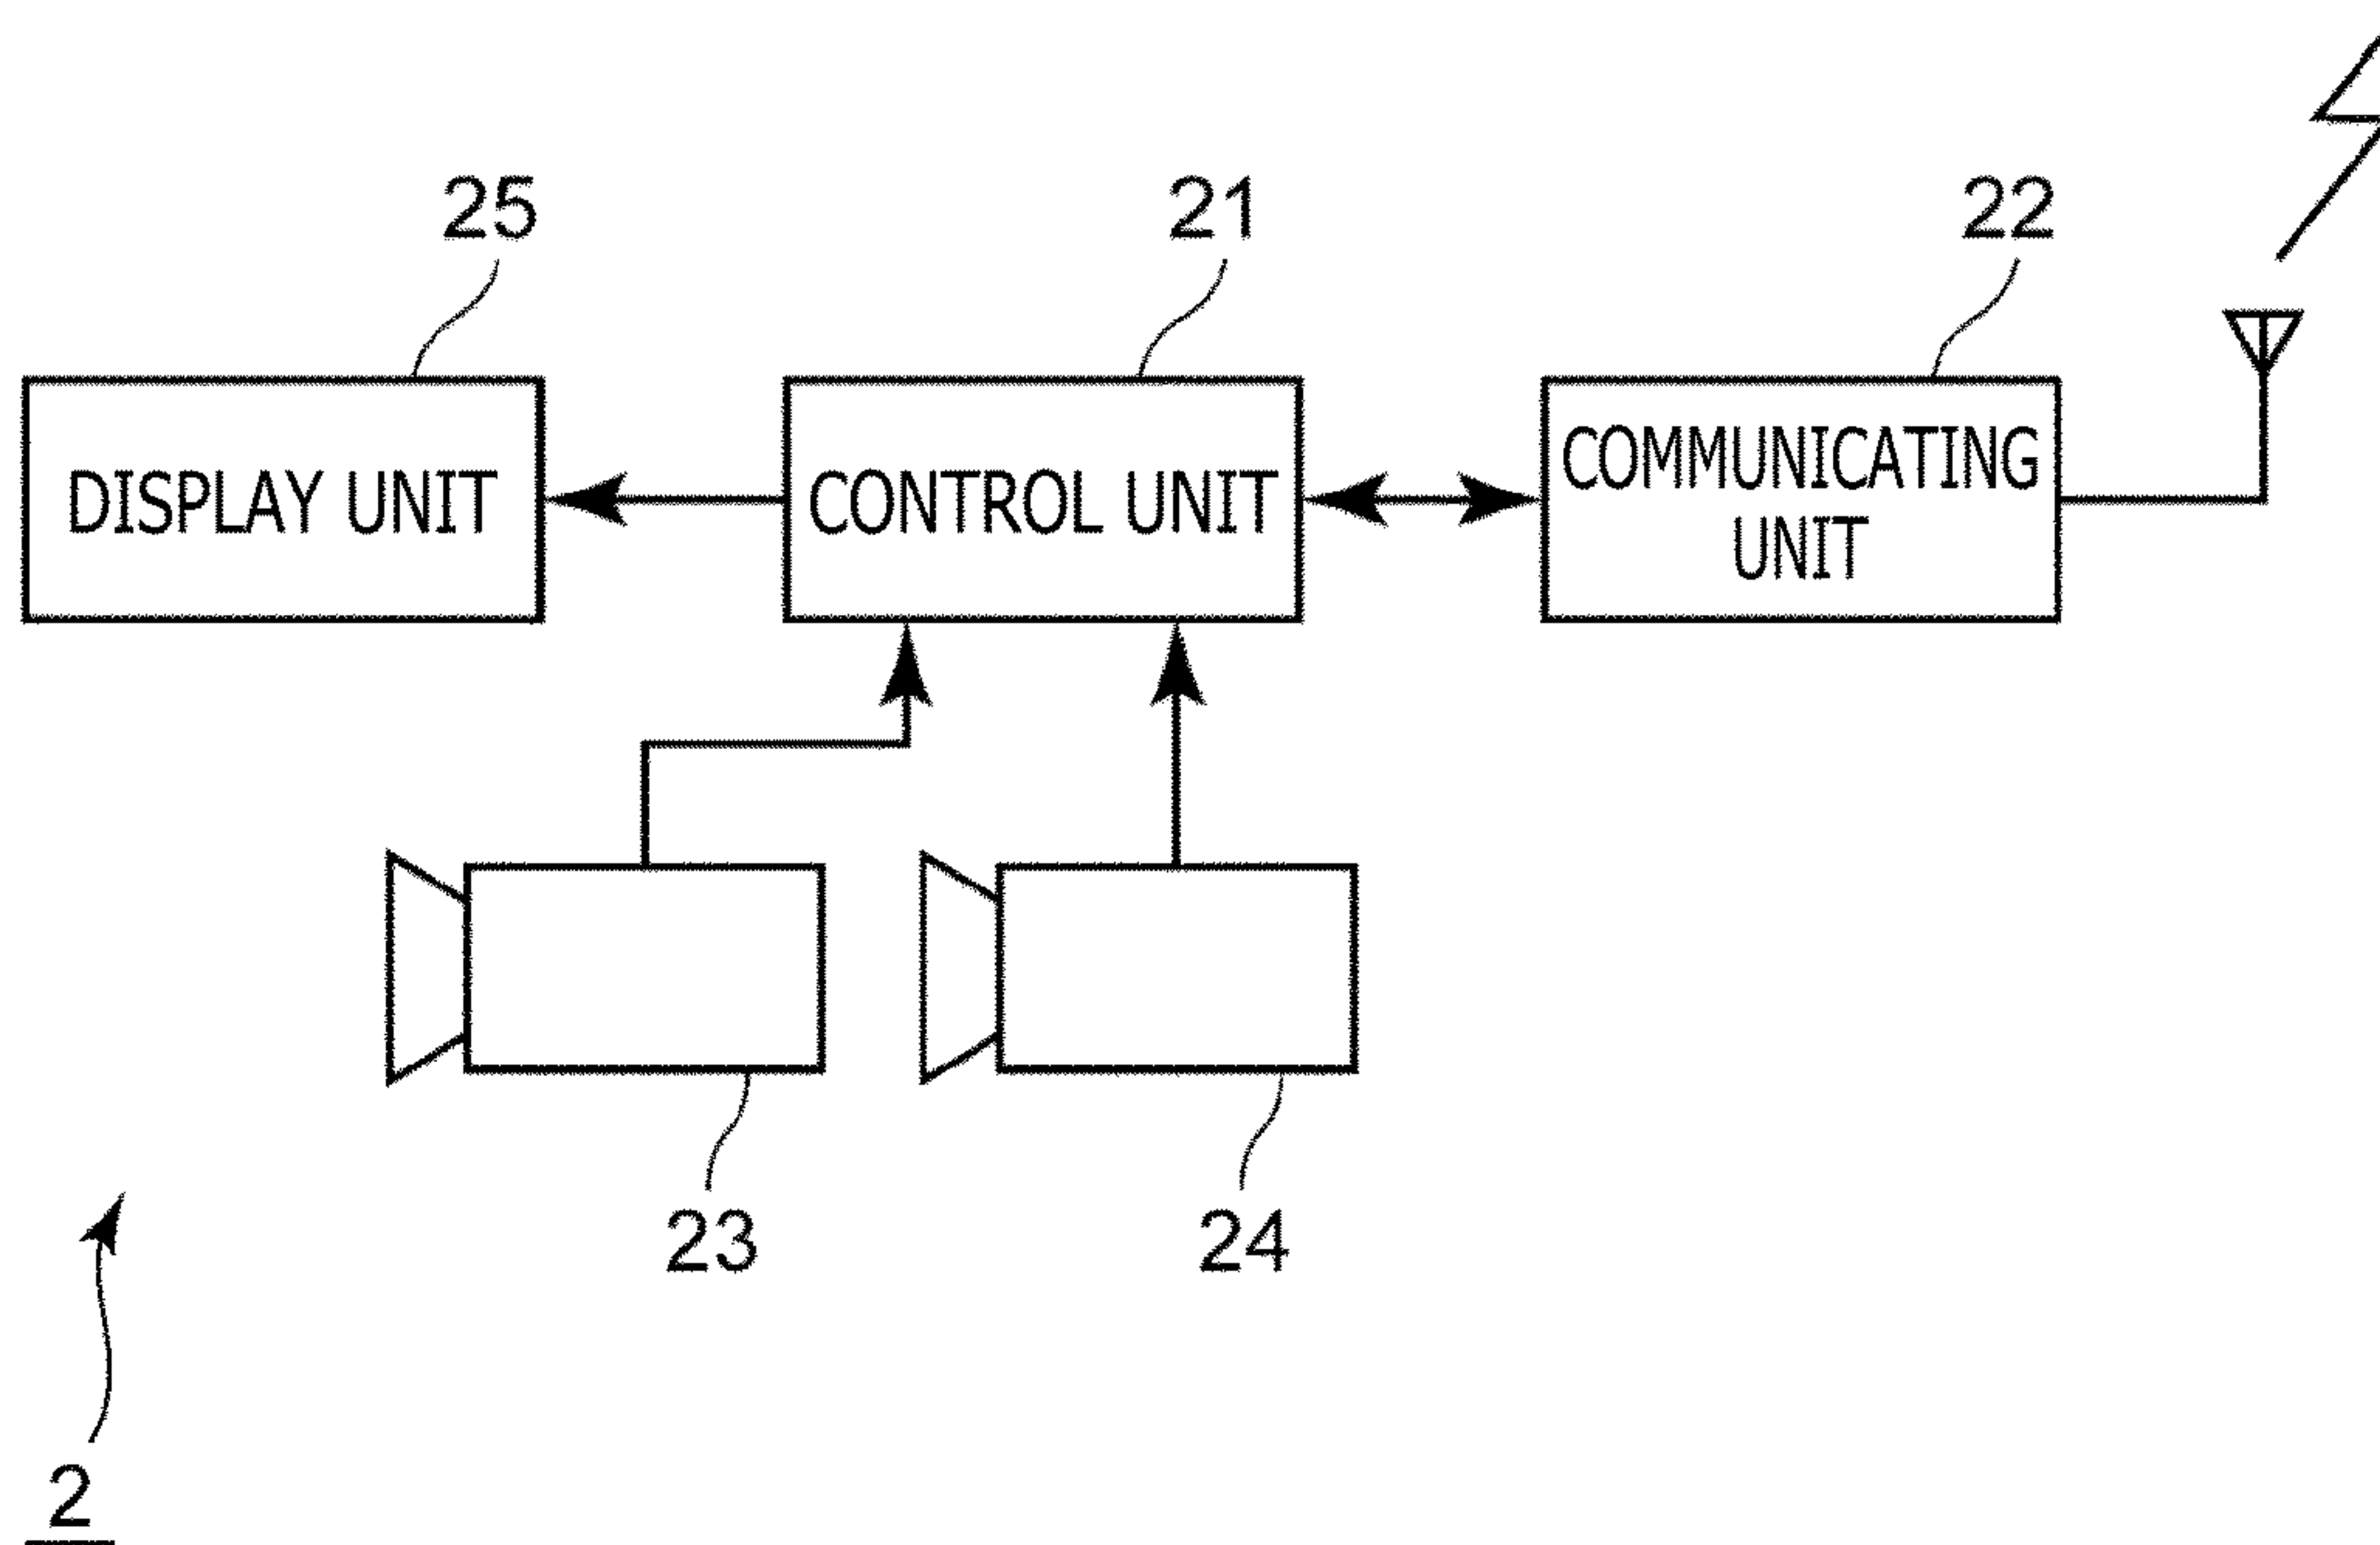 25
21
22
DISPLAY UNIT
CONTROL UNIT
COMMUNICATING
UNIT
23
24
2